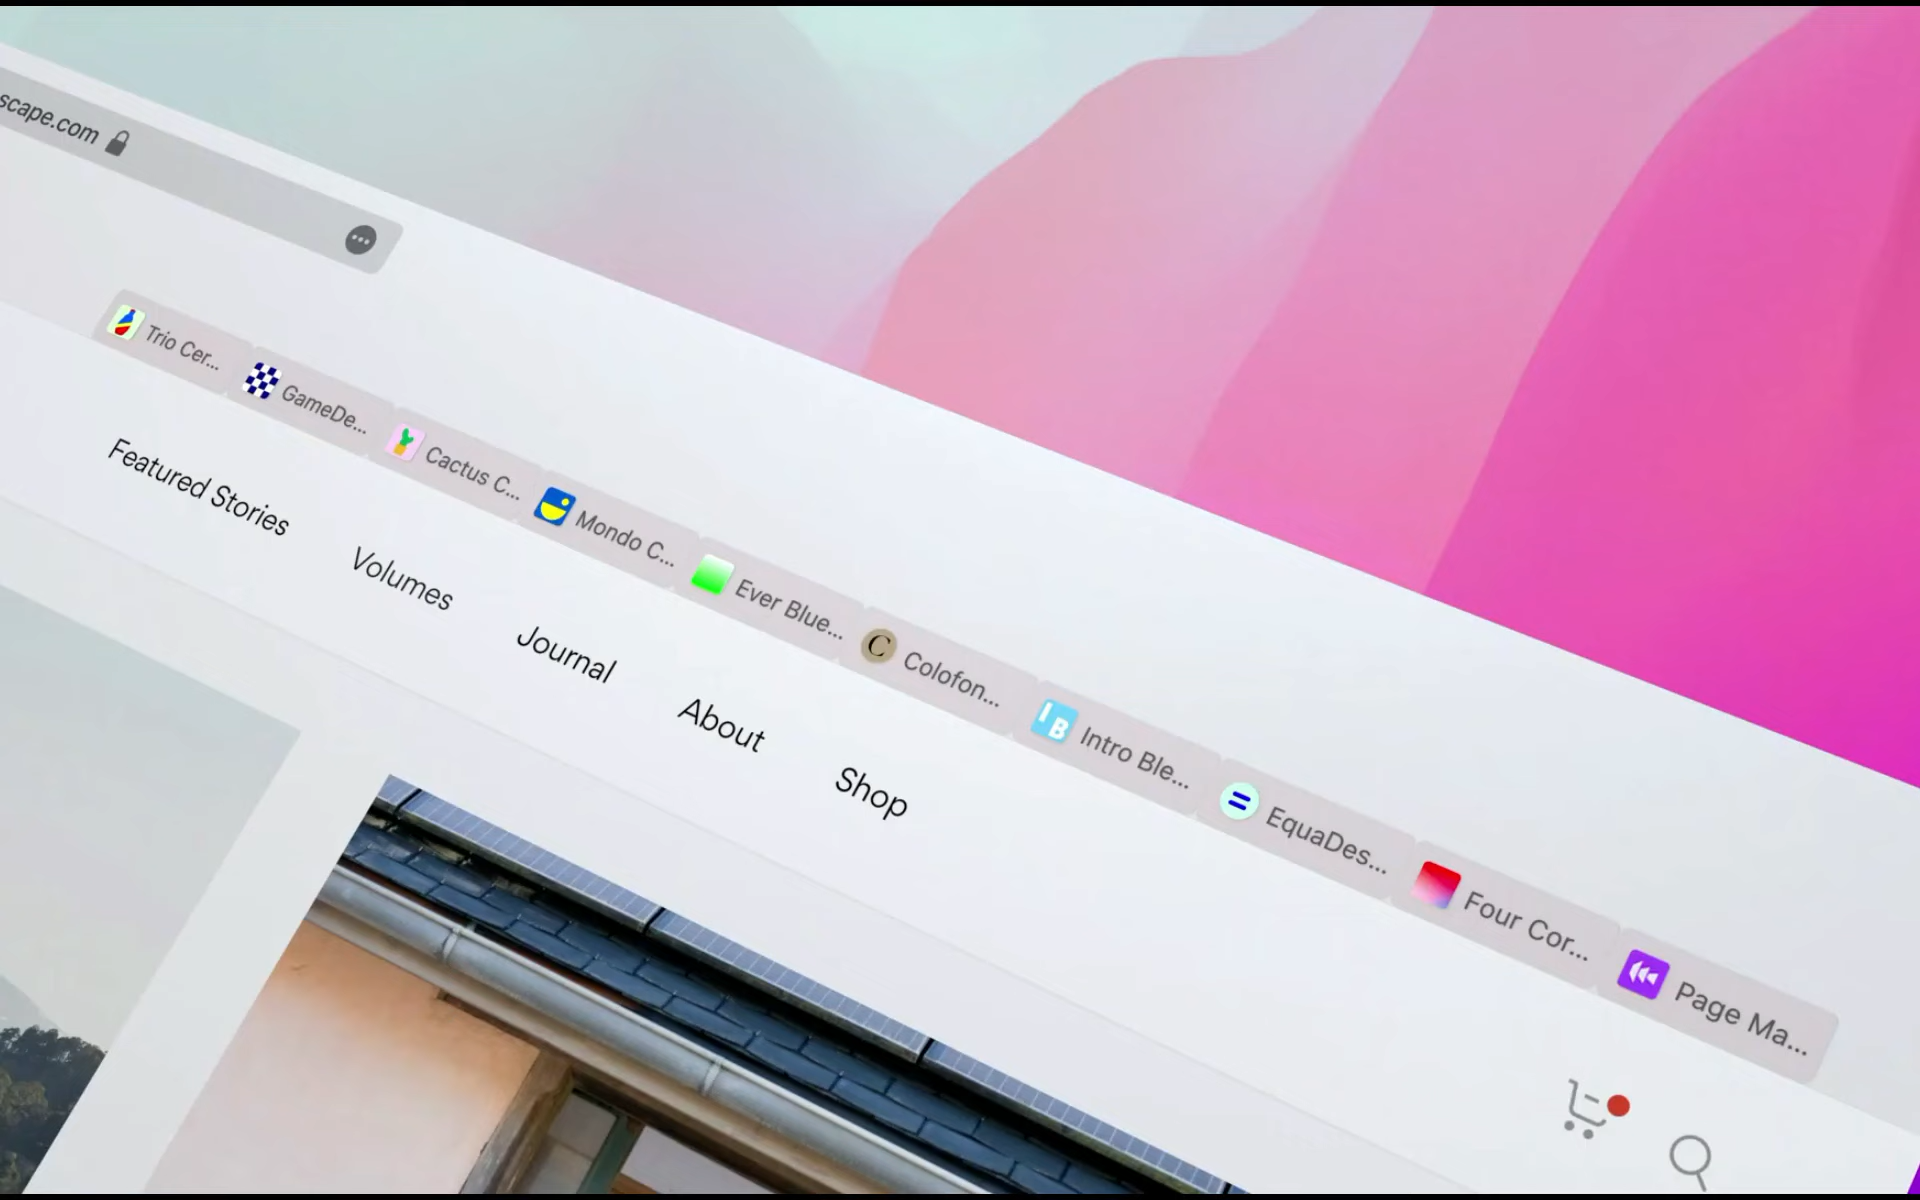 scape.com
Trio Cer...
GameDe...
Cactus C...
Mondo C...
Ever Blue...
Colofon...
Intro Ble...
EquaDes...
Four Cor...
Page Ma...
C
IB
Featured Stories
Volumes
Journal
About
Shop